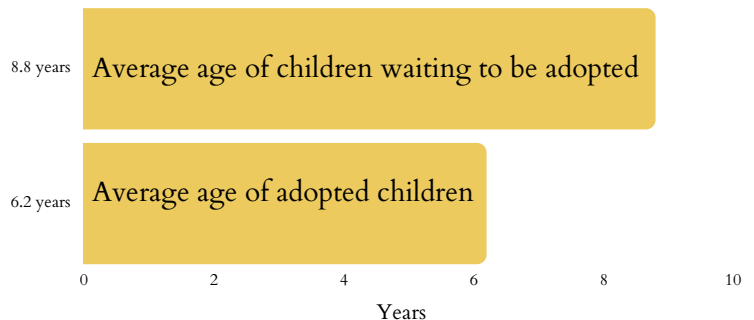 8.8 years
Average age of children waiting to be adopted
6.2 years
Average age of adopted children
0 2 4 6 8 10
Years